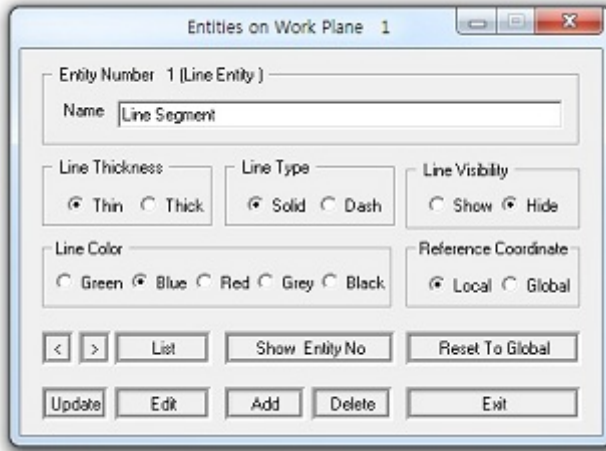 Entities on Work Plane 1
Entity Number 1 (Line Entity )
Name Line Segment
Line Thickness Line Type Line Visibility
Thin Thick Solid Dash Show Hide
Line Color Reference Coordinate
Green Blue Red Grey Black Local Global
< > List Show Entity No Reset To Global
Update Edit Add Delete Exit